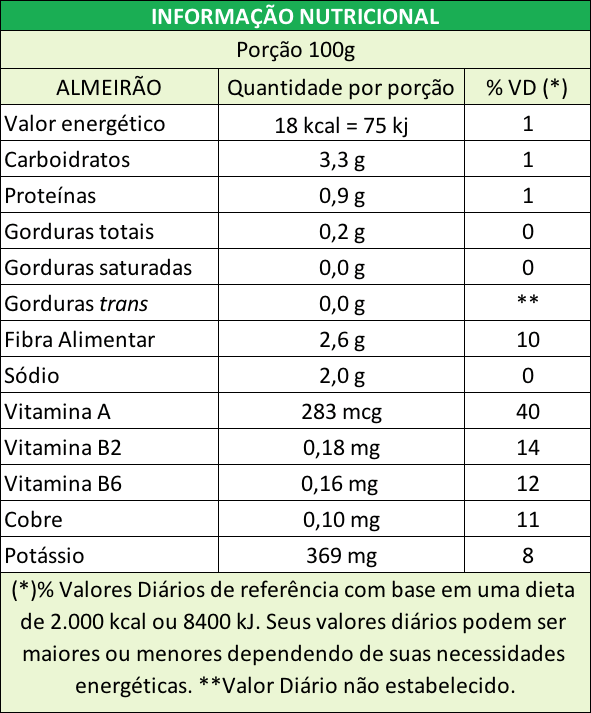 INFORMAÇÃO NUTRICIONAL
Porção 100g
ALMEIRÃO Quantidade por porção % VD (*)
Valor energético 18 kcal = 75 kj 1
Carboidratos 3,3 g 1
Proteínas 0,9 g 1
Gorduras totais 0,2 g 0
Gorduras saturadas 0,0 g 0
Gorduras trans 0,0 g **
Fibra Alimentar 2,6 g 10
Sódio 2,0 g 0
Vitamina A 283 mcg 40
Vitamina B2 0,18 mg 14
Vitamina B6 0,16 mg 12
Cobre 0,10 mg 11
Potássio 369 mg 8
(*)% Valores Diários de referência com base em uma dieta
de 2.000 kcal ou 8400 kJ. Seus valores diários podem ser
maiores ou menores dependendo de suas necessidades
energéticas. **Valor Diário não estabelecido.